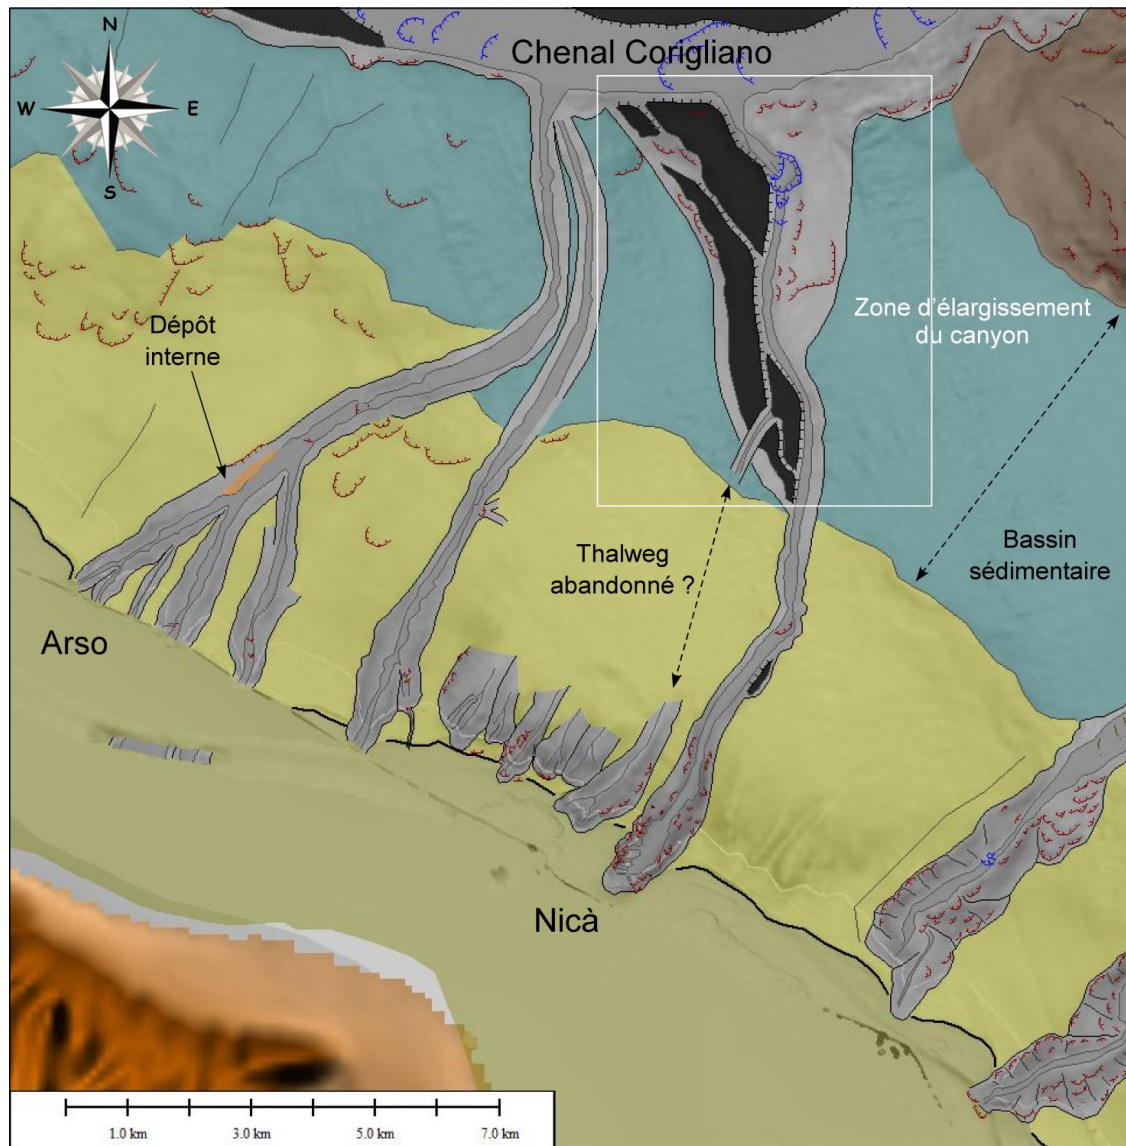 N
W
E
S
Chenal Corigliano
Zone d'élargissement
du canyon
Dépôt
interne
Thalweg
abandonné ?
Bassin
sédimentaire
Arso
Nicà
1.0 km 3.0 km 5.0 km 7.0 km